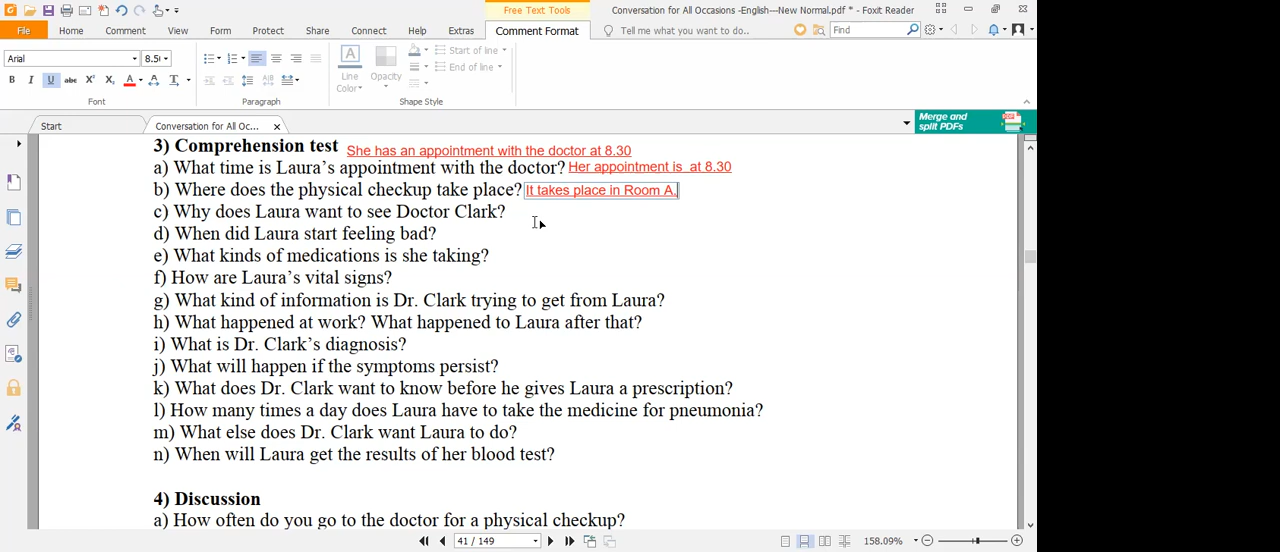 Free Text Tools
Conversation for All Occasions -English---New Normal.pdf * - Foxit Reader
File Home Comment View Form Protect Share Connect Help Extras Comment Format Tell me what you want to do.. Find
Arial 8.5 Start of line
B I U abc X² X₂ A A T Line Color Opacity End of line
Font Paragraph Shape Style
Start Conversation for All Oc... Merge and split PDFs
3) Comprehension test She has an appointment with the doctor at 8.30
a) What time is Laura's appointment with the doctor? Her appointment is  at 8.30
b) Where does the physical checkup take place? It takes place in Room A,
c) Why does Laura want to see Doctor Clark?
d) When did Laura start feeling bad?
e) What kinds of medications is she taking?
f) How are Laura's vital signs?
g) What kind of information is Dr. Clark trying to get from Laura?
h) What happened at work? What happened to Laura after that?
i) What is Dr. Clark's diagnosis?
j) What will happen if the symptoms persist?
k) What does Dr. Clark want to know before he gives Laura a prescription?
l) How many times a day does Laura have to take the medicine for pneumonia?
m) What else does Dr. Clark want Laura to do?
n) When will Laura get the results of her blood test?
4) Discussion
a) How often do you go to the doctor for a physical checkup?
41 / 149 158.09%